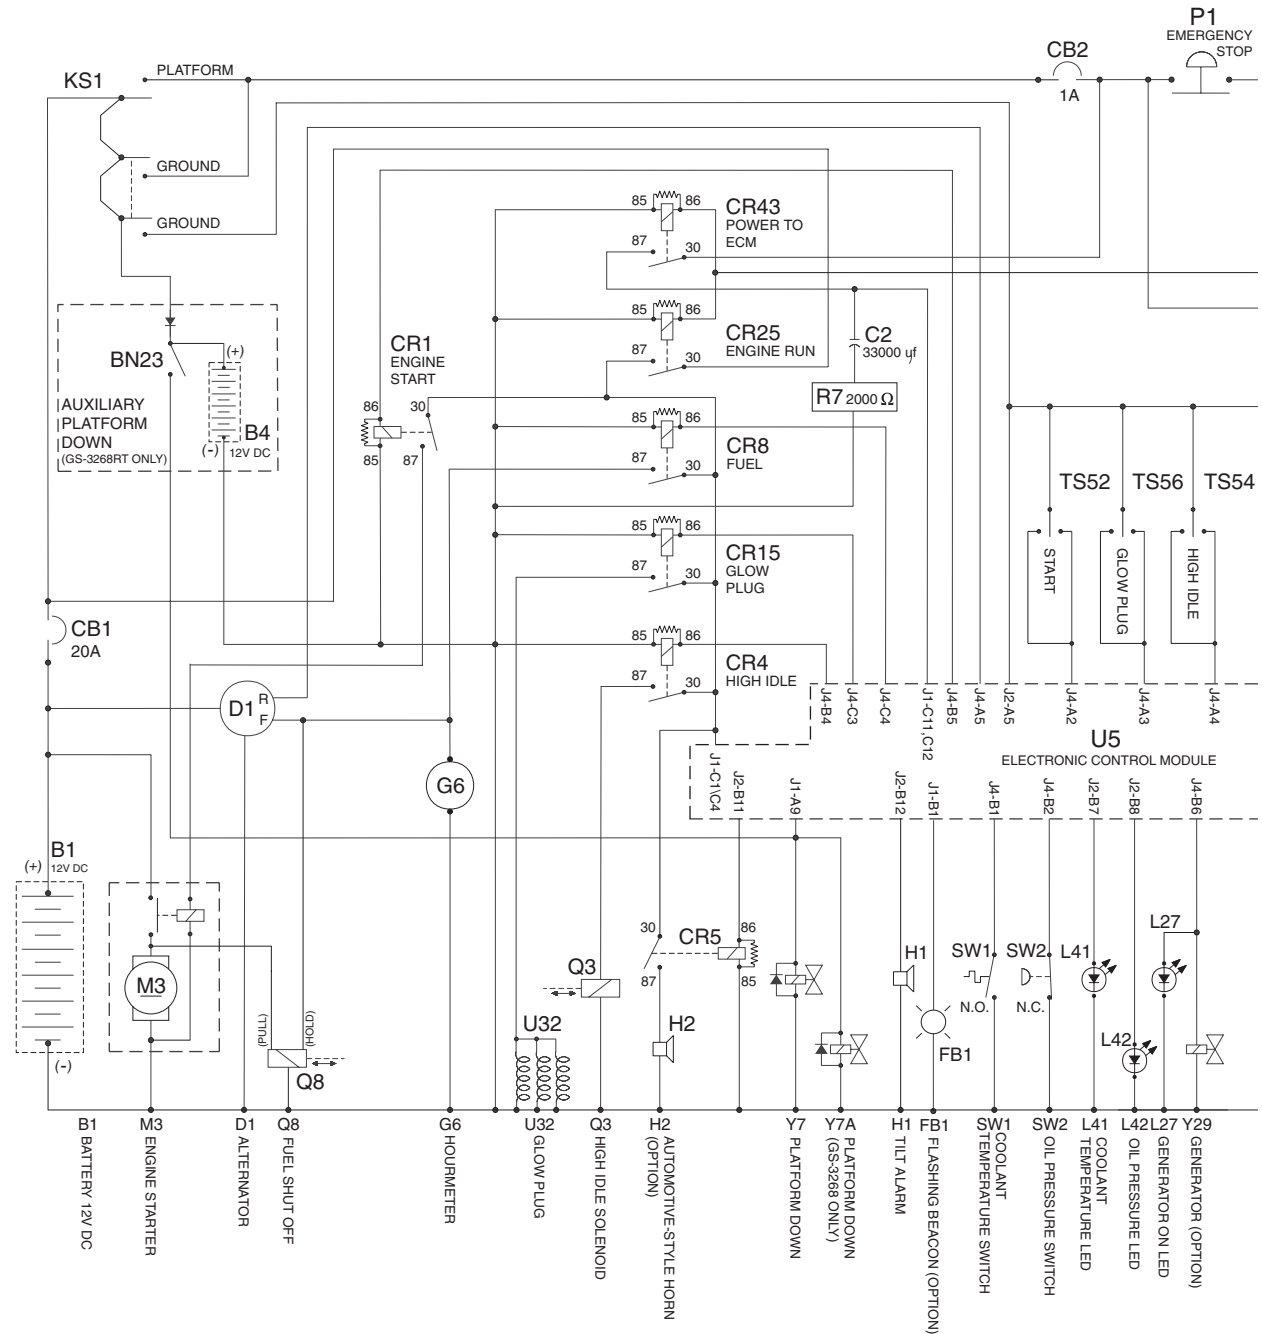 P1
EMERGENCY
STOP
CB2
1A
KS1
PLATFORM
GROUND
GROUND
85 86
CR43
POWER TO
ECM
87 30
85 86
CR25
ENGINE RUN
87 30
C2
33000 µf
R7 2000 Ω
CR1
ENGINE
START
86 30
85 87
BN23
(+)
AUXILIARY
PLATFORM
DOWN
(GS-3268RT ONLY)
(-)
B4
12V DC
85 86
CR8
FUEL
87 30
85 86
CR15
GLOW
PLUG
87 30
85 86
CR4
HIGH IDLE
87 30
TS52
TS56
TS54
START
GLOW PLUG
HIGH IDLE
CB1
20A
D1
R
F
G6
J4-B4
J4-C3
J4-C4
J1-C11,C12
J4-B5
J4-A5
J2-A5
J4-A2
J4-A3
J4-A4
U5
ELECTRONIC CONTROL MODULE
J1-C1\C4
J2-B11
J1-A9
J2-B12
J1-B1
J4-B1
J4-B2
J2-B7
J2-B8
J4-B6
B1
(+) 12V DC
(-)
M3
(PULL)
(HOLD)
Q8
Q3
U32
30
87
CR5
86
85
H2
H1
FB1
SW1
N.O.
SW2
N.C.
L41
L42
L27
B1
BATTERY 12V DC
M3
ENGINE STARTER
D1
ALTERNATOR
Q8
FUEL SHUT OFF
G6
HOURMETER
U32
GLOW PLUG
Q3
HIGH IDLE SOLENOID
H2
AUTOMOTIVE-STYLE HORN
(OPTION)
Y7
PLATFORM DOWN
Y7A
PLATFORM DOWN
(GS-3268 ONLY)
H1
TILT ALARM
FB1
FLASHING BEACON (OPTION)
SW1
COOLANT
TEMPERATURE SWITCH
SW2
OIL PRESSURE SWITCH
L41
COOLANT
TEMPERATURE LED
L42
OIL PRESSURE LED
L27
GENERATOR ON LED
Y29
GENERATOR (OPTION)